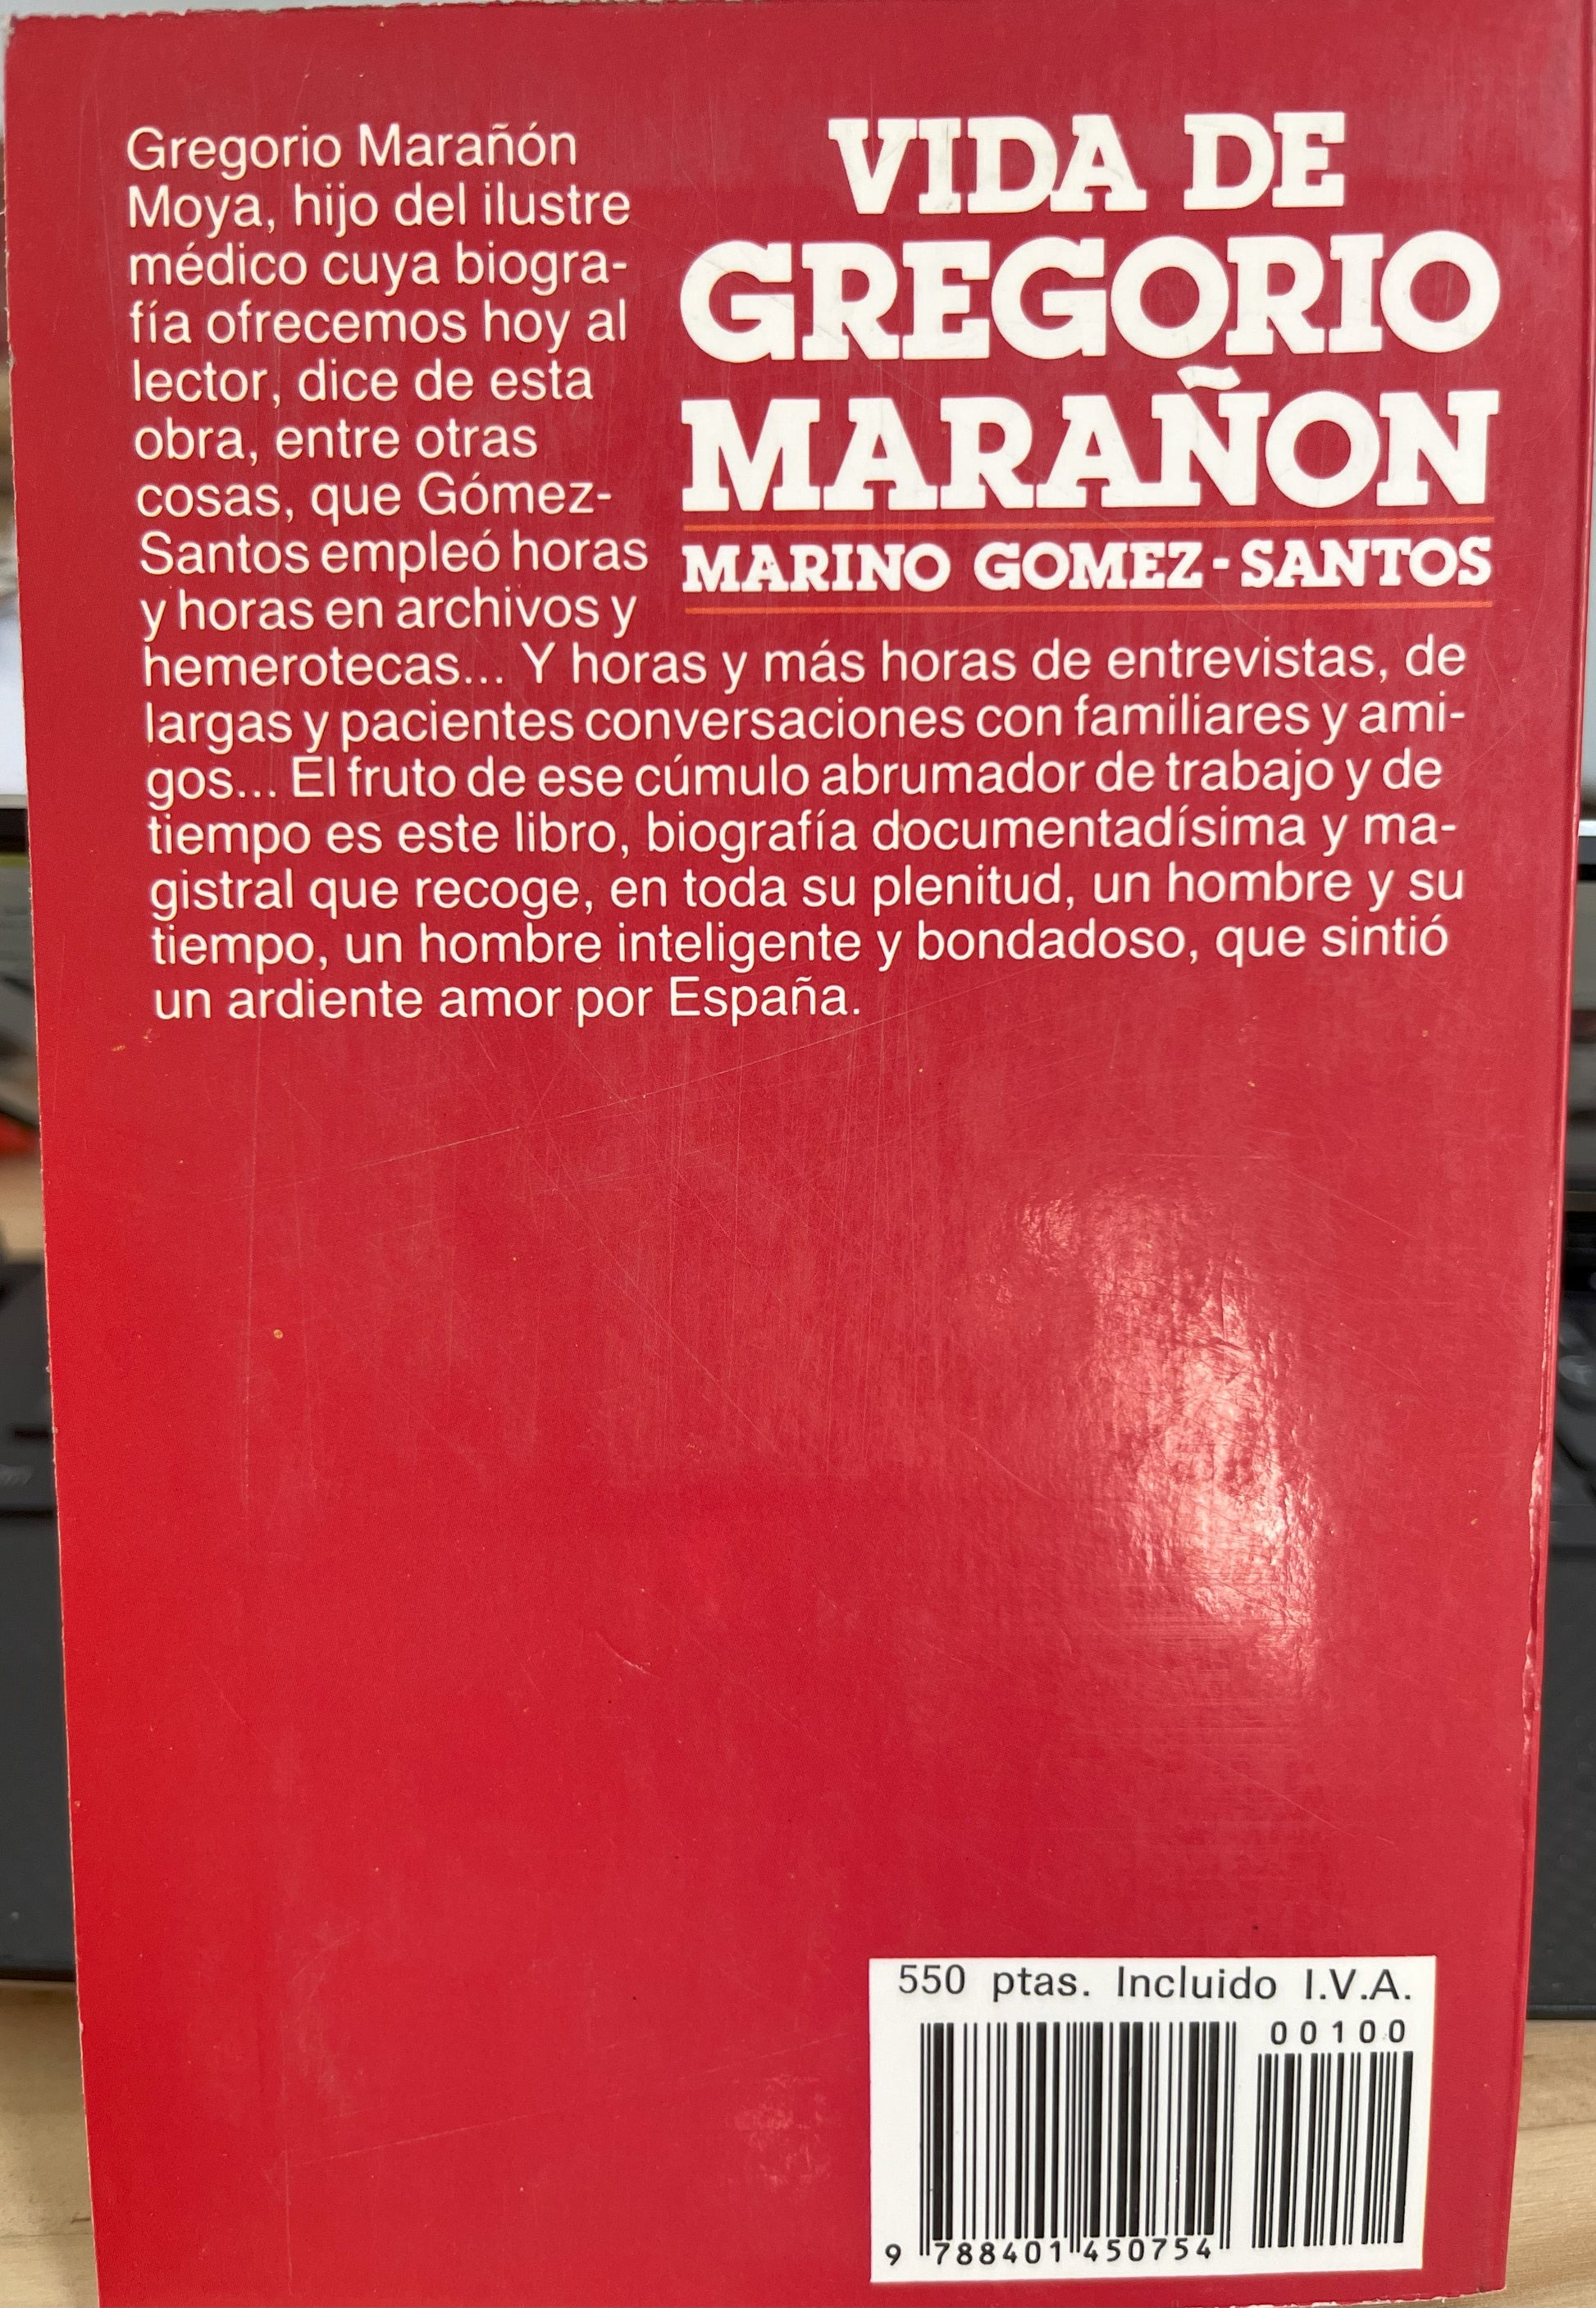 VIDA DE
GREGORIO
MARAÑON
MARINO GOMEZ-SANTOS
Gregorio Marañón
Moya, hijo del ilustre
médico cuya biogra-
fía ofrecemos hoy al
lector, dice de esta
obra, entre otras
cosas, que Gómez-
Santos empleó horas
y horas en archivos y
hemerotecas... Y horas y más horas de entrevistas, de
largas y pacientes conversaciones con familiares y ami-
gos... El fruto de ese cúmulo abrumador de trabajo y de
tiempo es este libro, biografía documentadísima y ma-
gistral que recoge, en toda su plenitud, un hombre y su
tiempo, un hombre inteligente y bondadoso, que sintió
un ardiente amor por España.
550 ptas. Incluido I.V.A.
00100
9 788401 450754